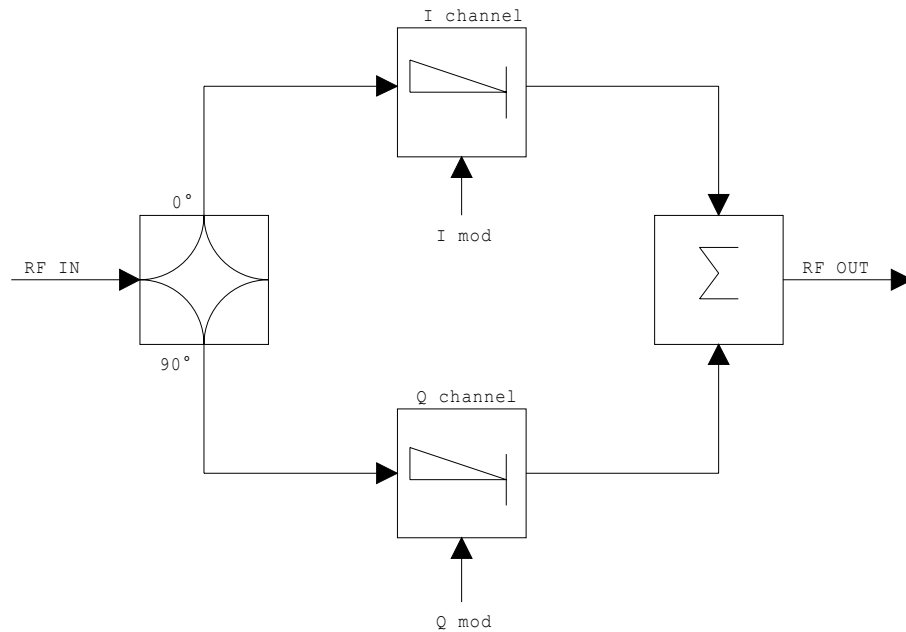 I channel
0°
I mod
RF IN
RF OUT
Σ
90°
Q channel
Q mod